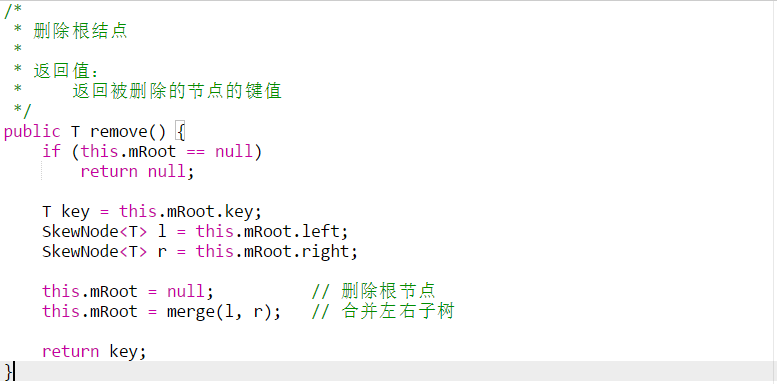 /*
 * 删除根结点
 *
 * 返回值：
 *     返回被删除的节点的键值
 */
public T remove() {
    if (this.mRoot == null)
        return null;

    T key = this.mRoot.key;
    SkewNode<T> l = this.mRoot.left;
    SkewNode<T> r = this.mRoot.right;

    this.mRoot = null;          // 删除根节点
    this.mRoot = merge(l, r);   // 合并左右子树

    return key;
}